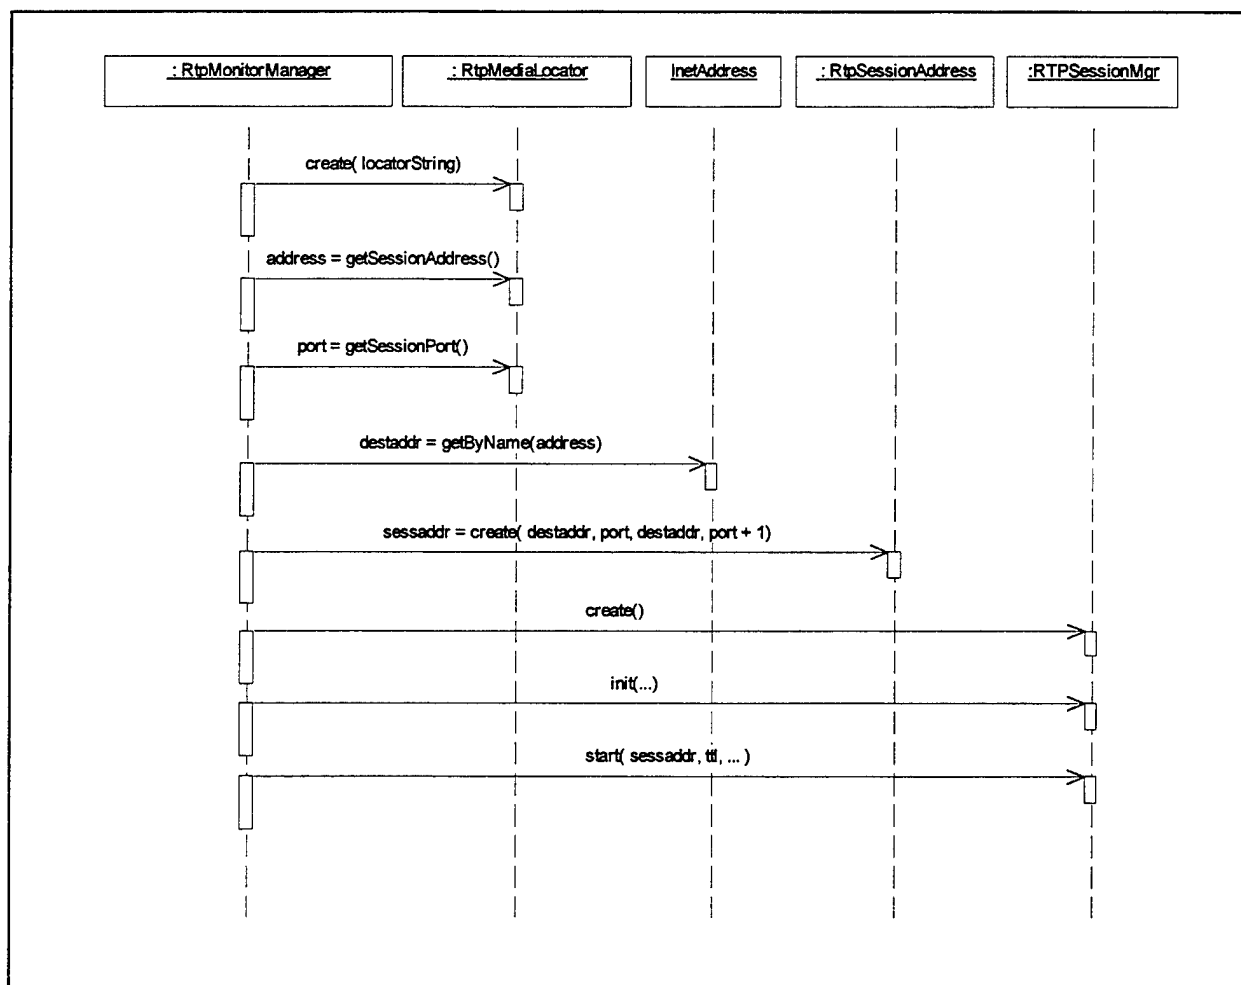 : RtpMonitorManager
: RtpMediaLocator
InetAddress
: RtpSessionAddress
:RTPSessionMgr
create( locatorString)
address = getSessionAddress()
port = getSessionPort()
destaddr = getByName(address)
sessaddr = create( destaddr, port, destaddr, port + 1)
create()
init(...)
start( sessaddr, ttl, ... )